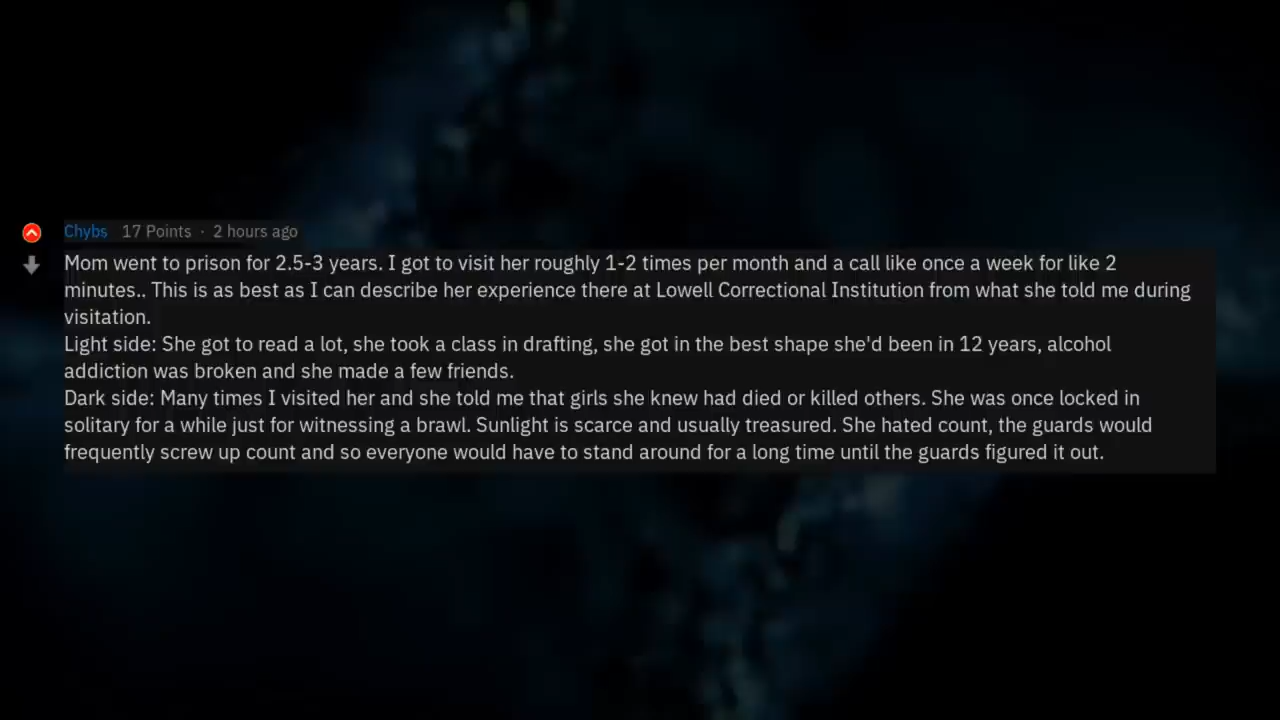 Chybs 17 Points · 2 hours ago
Mom went to prison for 2.5-3 years. I got to visit her roughly 1-2 times per month and a call like once a week for like 2
minutes.. This is as best as I can describe her experience there at Lowell Correctional Institution from what she told me during
visitation.
Light side: She got to read a lot, she took a class in drafting, she got in the best shape she'd been in 12 years, alcohol
addiction was broken and she made a few friends.
Dark side: Many times I visited her and she told me that girls she knew had died or killed others. She was once locked in
solitary for a while just for witnessing a brawl. Sunlight is scarce and usually treasured. She hated count, the guards would
frequently screw up count and so everyone would have to stand around for a long time until the guards figured it out.